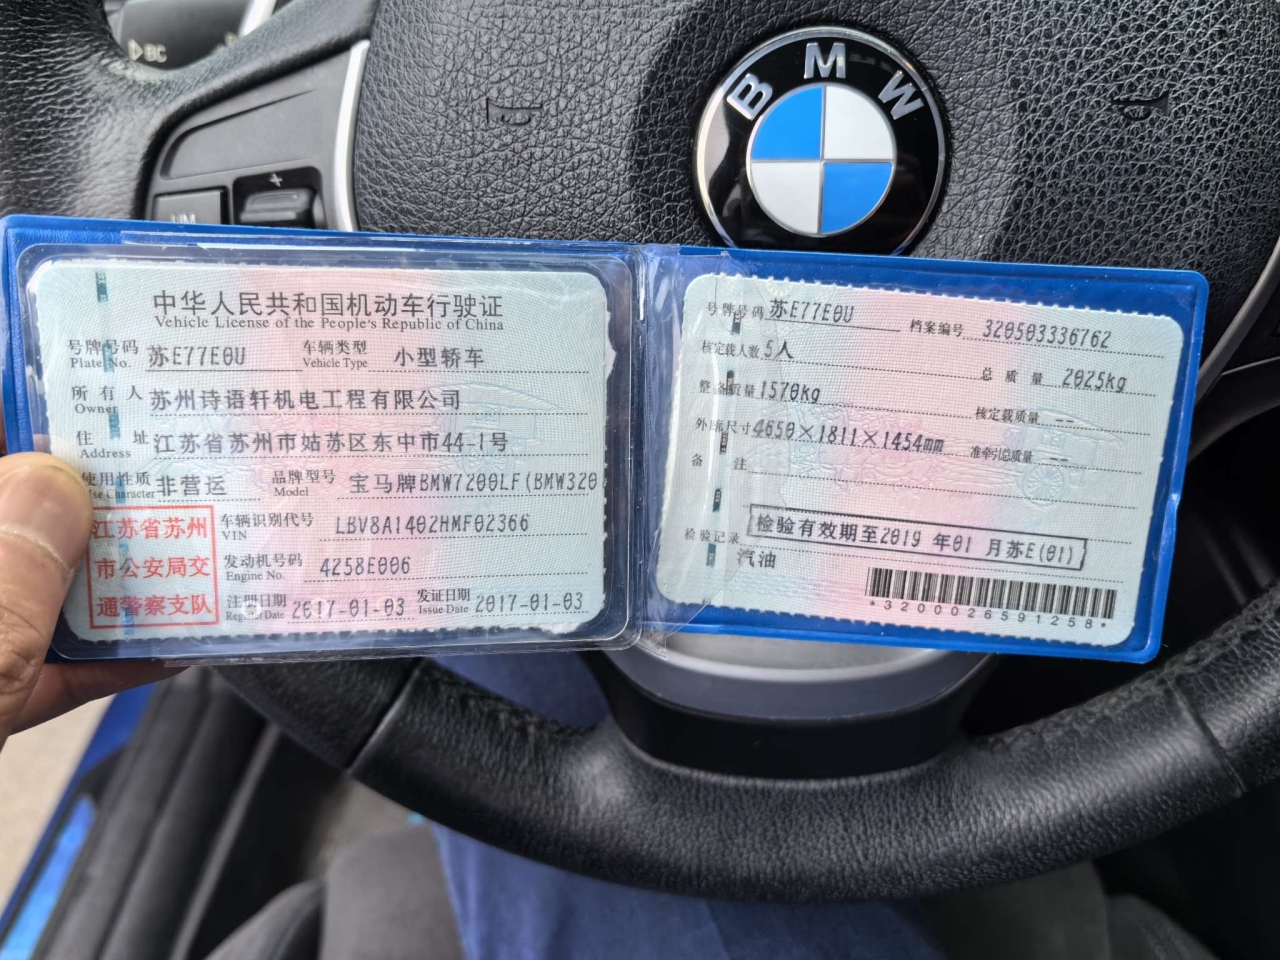 BC
BMW
中华人民共和国机动车行驶证
Vehicle License of the People's Republic of China
号牌号码 苏E77E0U 车辆类型 小型轿车
Plate No. Vehicle Type
所有人 苏州诗语轩机电工程有限公司
Owner
住址 江苏省苏州市姑苏区东中市44-1号
Address
使用性质 非营运 品牌型号 宝马牌BMW7200LF(BMW320
Use Character Model
江苏省苏州
市公安局交
通警察支队
车辆识别代号 LBV8A1402HMF02366
VIN
发动机号码 4258E006
Engine No.
注册日期 2017-01-03 发证日期 2017-01-03
Register Date Issue Date
号牌号码 苏E77E0U 档案编号 320503336762
核定载人数 5人 总质量 2025kg
整备质量 1570kg 核定载质量 --
外廓尺寸 4650×1811×1454mm 准牵引总质量 --
备注
检验有效期至2019年01月苏E(01)
检验记录
汽油
*3200026591258*